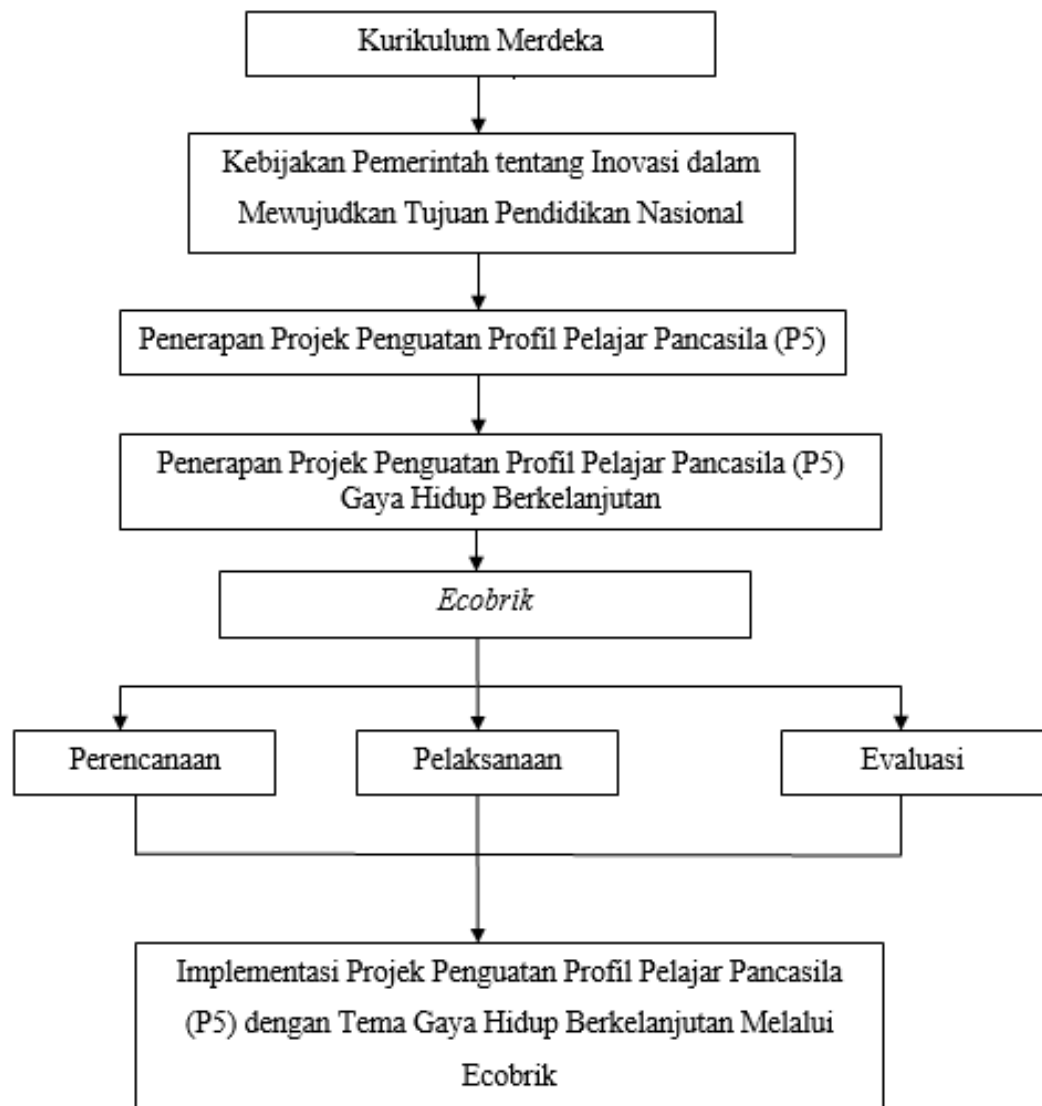 Kurikulum Merdeka
Kebijakan Pemerintah tentang Inovasi dalam
Mewujudkan Tujuan Pendidikan Nasional
Penerapan Projek Penguatan Profil Pelajar Pancasila (P5)
Penerapan Projek Penguatan Profil Pelajar Pancasila (P5)
Gaya Hidup Berkelanjutan
Ecobrik
Perencanaan
Pelaksanaan
Evaluasi
Implementasi Projek Penguatan Profil Pelajar Pancasila
(P5) dengan Tema Gaya Hidup Berkelanjutan Melalui
Ecobrik